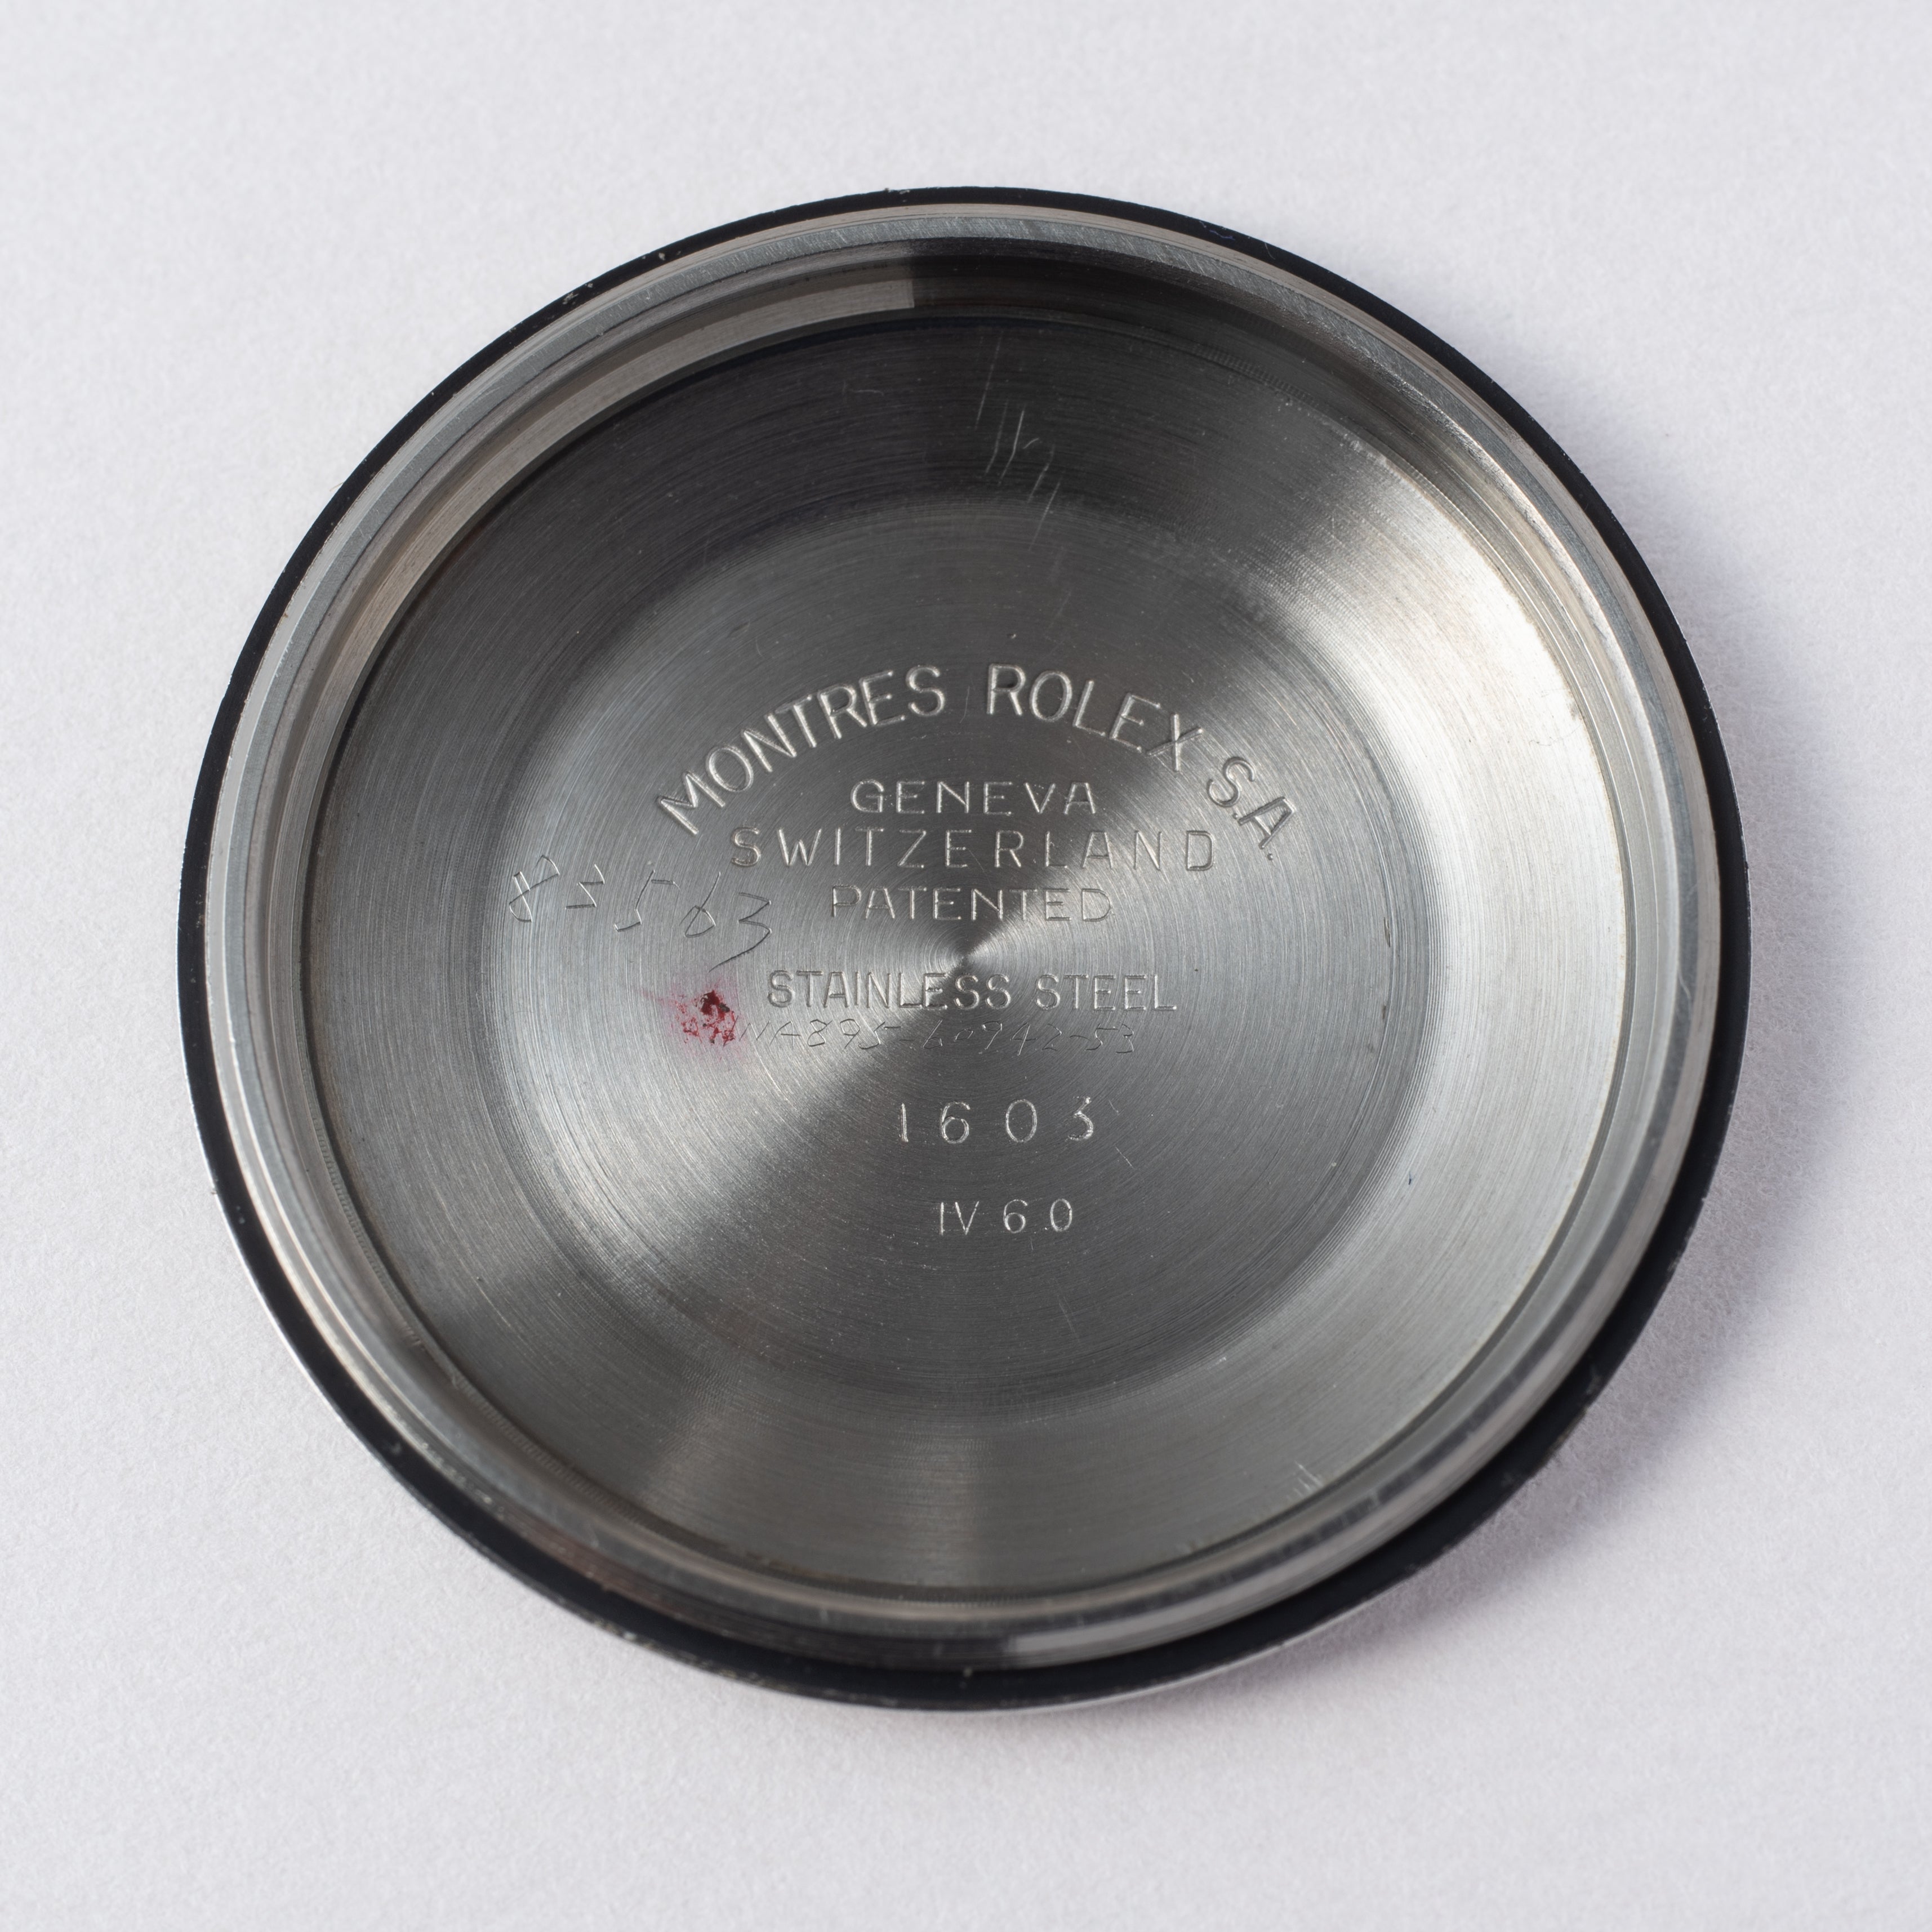 MONTRES ROLEX S.A.
GENEVA
SWITZERLAND
PATENTED
STAINLESS STEEL
1603
IV 60